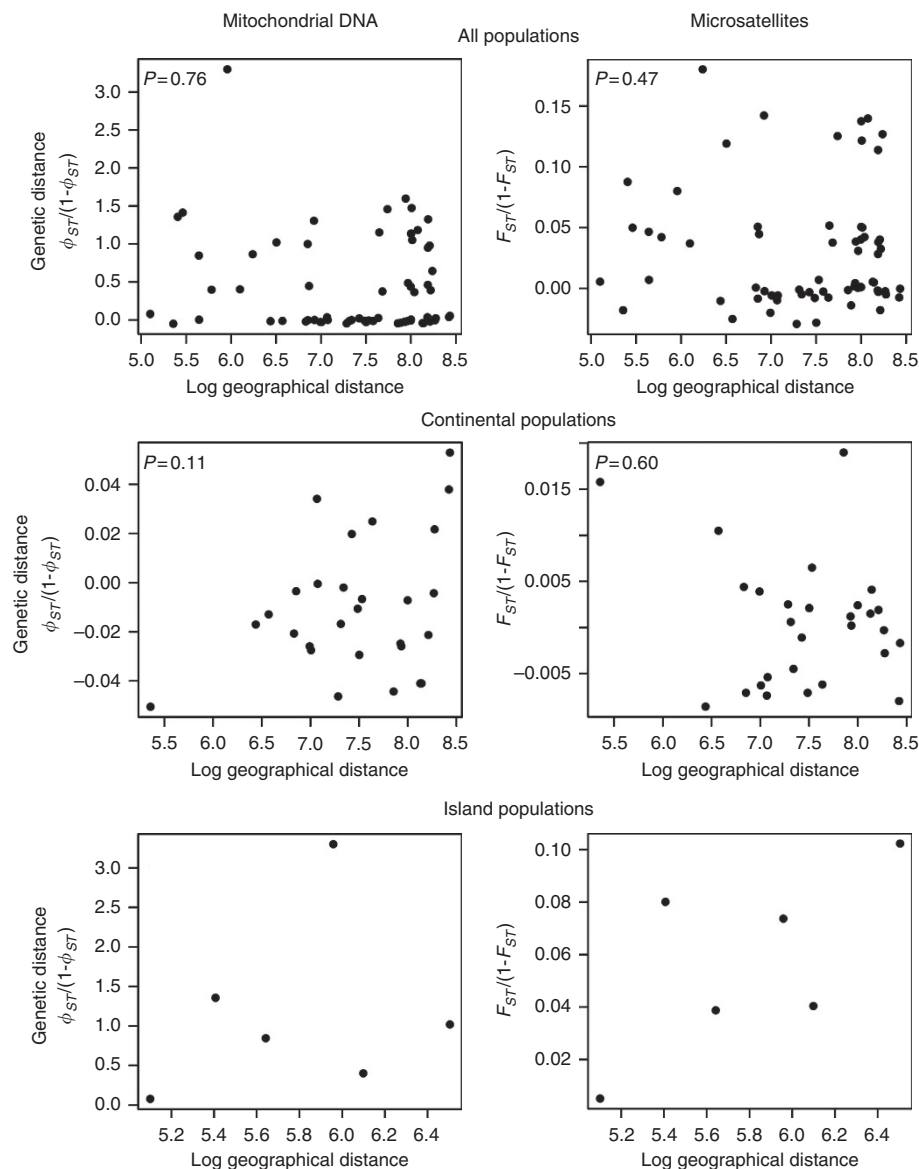 Mitochondrial DNA
Microsatellites
All populations
P=0.76
3.0
2.5
2.0
1.5
1.0
0.5
0.0
Genetic distance
ϕST/(1-ϕST)
5.0 5.5 6.0 6.5 7.0 7.5 8.0 8.5
Log geographical distance
P=0.47
0.15
0.10
0.05
0.00
FST/(1-FST)
5.0 5.5 6.0 6.5 7.0 7.5 8.0 8.5
Log geographical distance
Continental populations
P=0.11
0.04
0.02
0.00
−0.02
−0.04
Genetic distance
ϕST/(1-ϕST)
5.5 6.0 6.5 7.0 7.5 8.0 8.5
Log geographical distance
P=0.60
0.015
0.005
−0.005
FST/(1-FST)
5.5 6.0 6.5 7.0 7.5 8.0 8.5
Log geographical distance
Island populations
3.0
2.5
2.0
1.5
1.0
0.5
0.0
Genetic distance
ϕST/(1-ϕST)
5.2 5.4 5.6 5.8 6.0 6.2 6.4
Log geographical distance
0.10
0.08
0.06
0.04
0.02
FST/(1-FST)
5.2 5.4 5.6 5.8 6.0 6.2 6.4
Log geographical distance